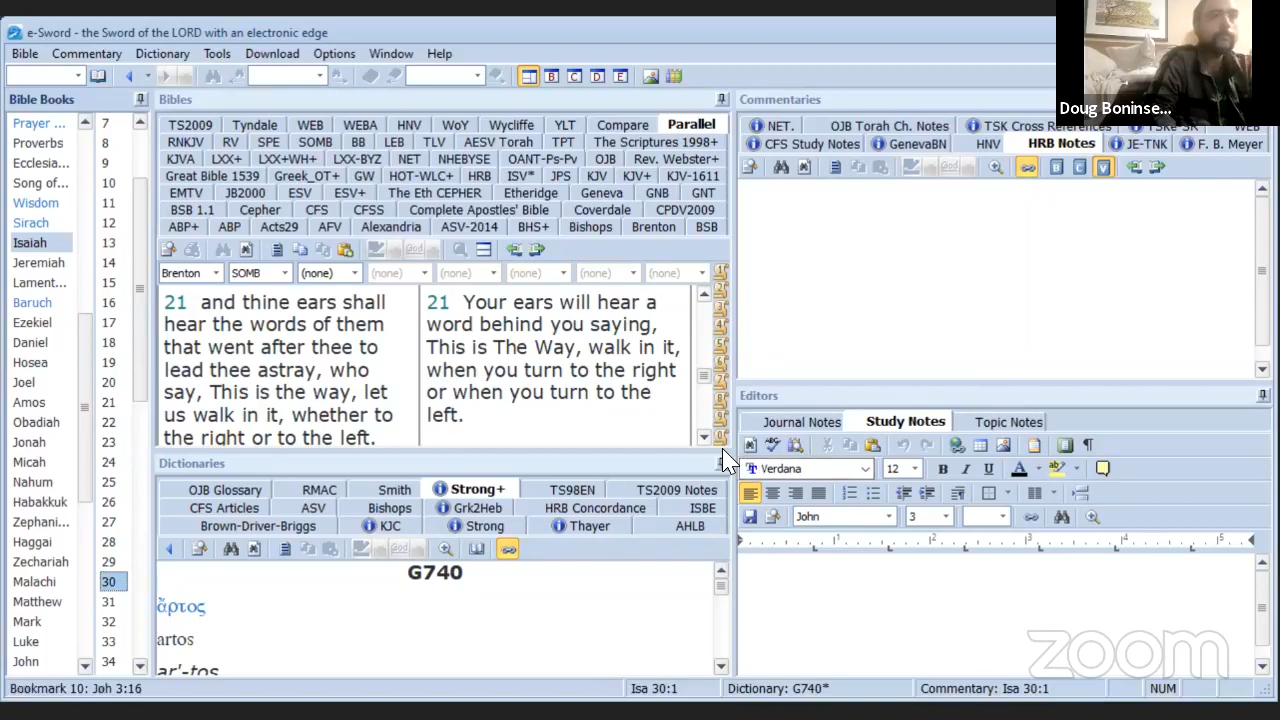 e-Sword - the Sword of the LORD with an electronic edge
Bible Commentary Dictionary Tools Download Options Window Help
B C D E
Doug Boninse...
Bible Books
Prayer ...
Proverbs
Ecclesia...
Song of...
Wisdom
Sirach
Isaiah
Jeremiah
Lament...
Baruch
Ezekiel
Daniel
Hosea
Joel
Amos
Obadiah
Jonah
Micah
Nahum
Habakkuk
Zephani...
Haggai
Zechariah
Malachi
Matthew
Mark
Luke
John
7
8
9
10
11
12
13
14
15
16
17
18
19
20
21
22
23
24
25
26
27
28
29
30
31
32
33
34
Bibles
TS2009 Tyndale WEB WEBA HNV WoY Wycliffe YLT Compare Parallel
RNKJV RV SPE SOMB BB LEB TLV AESV Torah TPT The Scriptures 1998+
KJVA LXX+ LXX+WH+ LXX-BYZ NET NHEBYSE OANT-Ps-Pv OJB Rev. Webster+
Great Bible 1539 Greek_OT+ GW GWT-WLC+ HRB ISV* JPS KJV KJV+ KJV-1611
EMTV JB2000 ESV ESV+ The Eth CEPHER Etheridge Geneva GNB GNT
BSB 1.1 Cepher CFS CFSS Complete Apostles' Bible Coverdale CPDV2009
ABP+ ABP Acts29 AFV Alexandria ASV-2014 BHS+ Bishops Brenton BSB
Brenton SOMB (none) (none) (none) (none) (none) (none)
21 and thine ears shall
hear the words of them
that went after thee to
lead thee astray, who
say, This is the way, let
us walk in it, whether to
the right or to the left.
21 Your ears will hear a
word behind you saying,
This is The Way, walk in it,
when you turn to the right
or when you turn to the
left.
Dictionaries
OJB Glossary RMAC Smith Strong+ TS98EN TS2009 Notes
CFS Articles ASV Bishops Grk2Heb HRB Concordance ISBE
Brown-Driver-Briggs KJC Strong Thayer AHLB
G740
ἄρτος
artos
ar'-tos
Commentaries
NET. OJB Torah Ch. Notes TSK Cross References TSKe-SR WEB
CFS Study Notes GenevaBN HNV HRB Notes JE-TNK F. B. Meyer
B C V
Editors
Journal Notes Study Notes Topic Notes
Verdana 12 B I U A
John 3
1 2 3 4 5
zoom
Bookmark 10: Joh 3:16 Isa 30:1 Dictionary: G740* Commentary: Isa 30:1 NUM